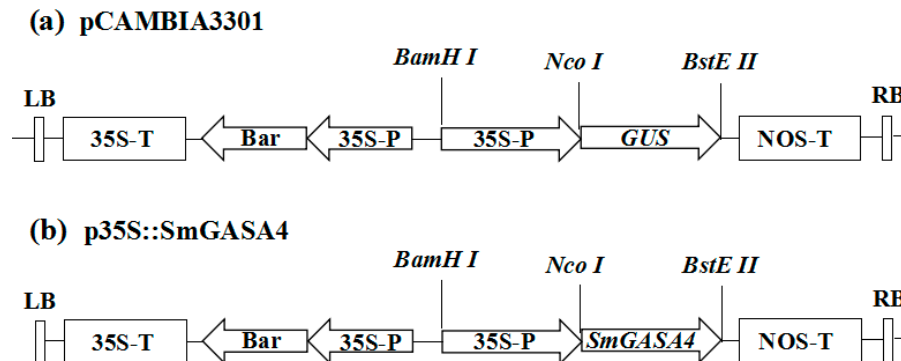 (a) pCAMBIA3301
BamH I Nco I BstE II
LB RB
35S-T Bar 35S-P 35S-P GUS NOS-T
(b) p35S::SmGASA4
BamH I Nco I BstE II
LB RB
35S-T Bar 35S-P 35S-P SmGASA4 NOS-T